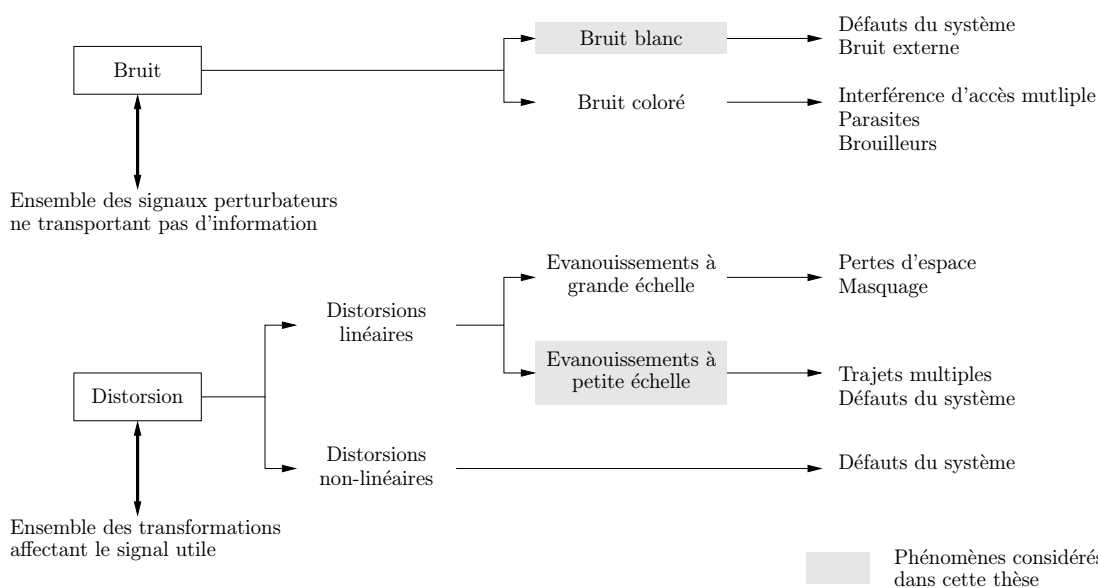 Bruit
Bruit blanc
Défauts du système
Bruit externe
Bruit coloré
Interférence d'accès mutliple
Parasites
Brouilleurs
Ensemble des signaux perturbateurs
ne transportant pas d'information
Distorsion
Distorsions
linéaires
Evanouissements à
grande échelle
Pertes d'espace
Masquage
Evanouissements à
petite échelle
Trajets multiples
Défauts du système
Distorsions
non-linéaires
Défauts du système
Ensemble des transformations
affectant le signal utile
Phénomènes considérés
dans cette thèse